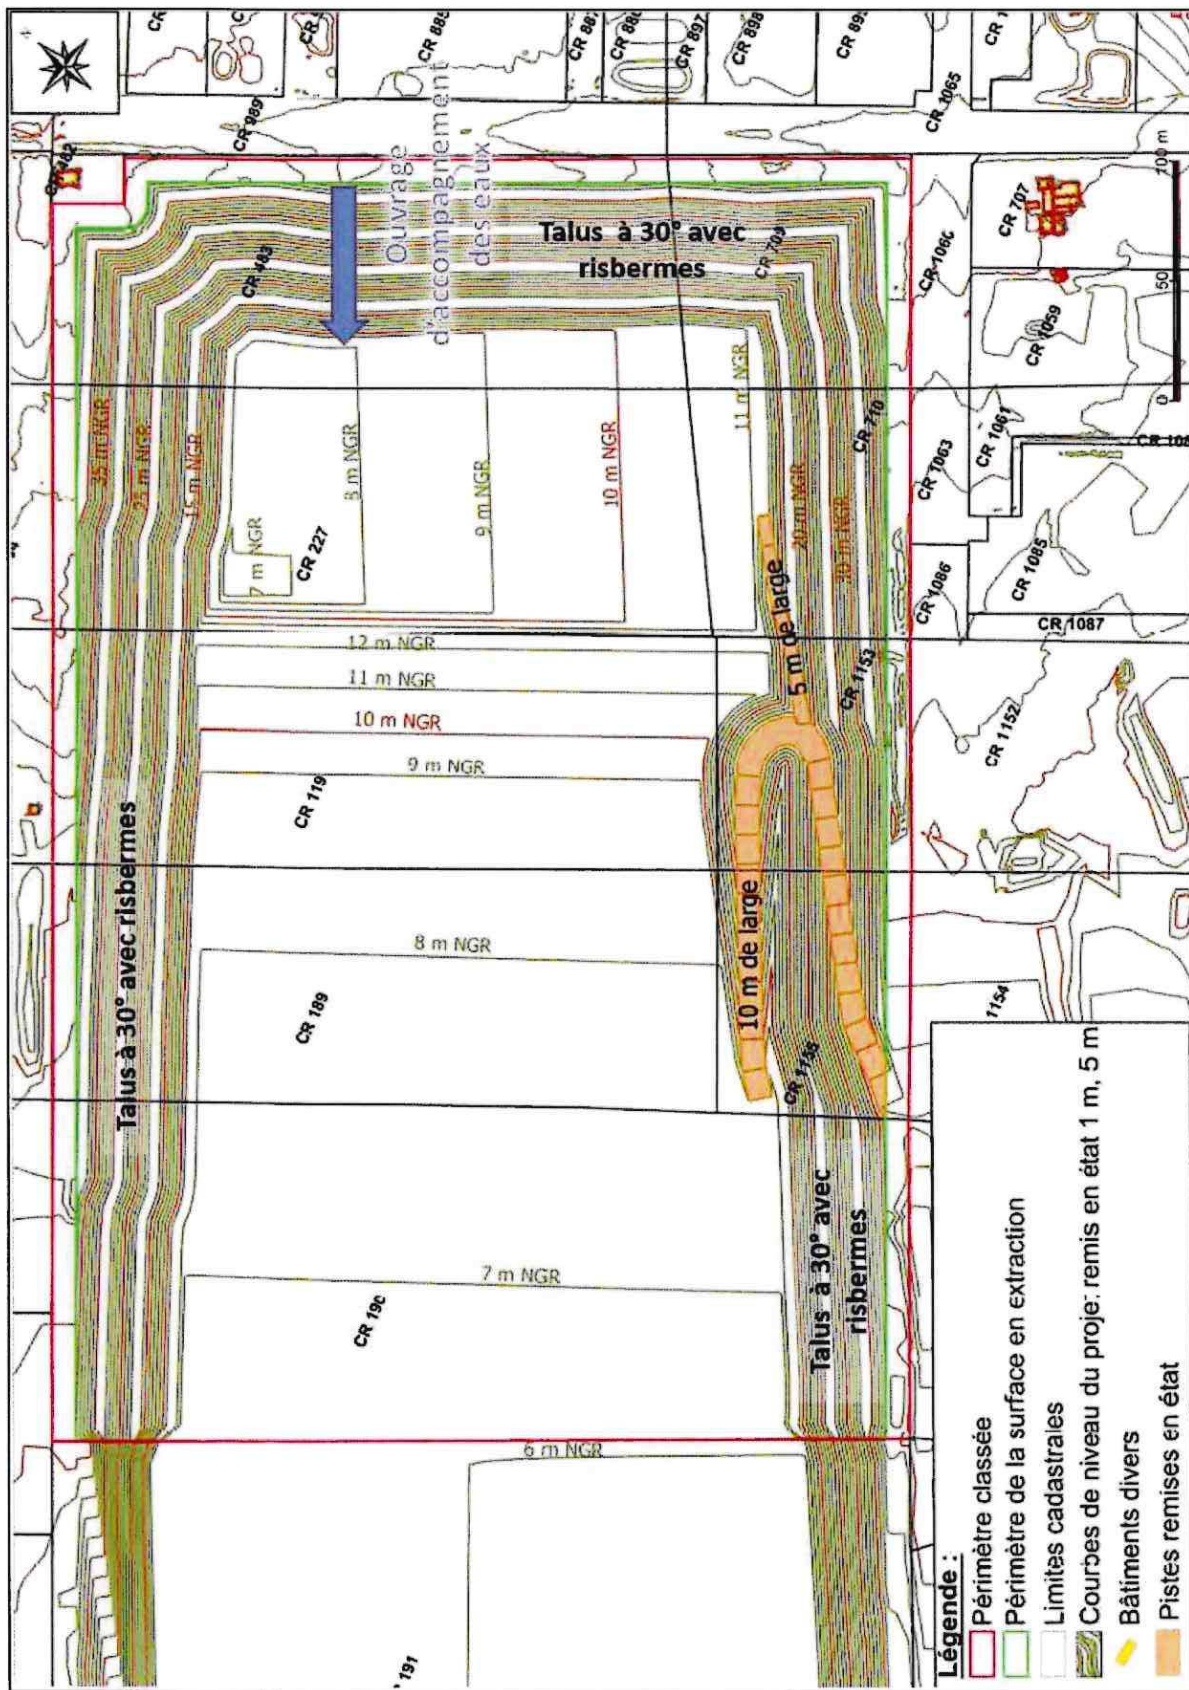 CR 885
CR 886
CR 897
CR 898
CR 989
CR 1065
Ouvrage
d'accompagnement
des eaux
CR 483
Talus à 30° avec
risbermes
CR 709
CR 707
CR 1060
CR 1059
100 m
50
0
35 m NGR
25 m NGR
15 m NGR
7 m NGR
8 m NGR
9 m NGR
10 m NGR
11 m NGR
CR 227
20 m NGR
30 m NGR
CR 710
CR 1063
CR 1061
CR 1086
CR 1085
CR 1087
5 m de large
CR 1153
CR 1152
12 m NGR
11 m NGR
10 m NGR
9 m NGR
8 m NGR
CR 119
CR 189
Talus à 30° avec risbermes
10 m de large
1154
7 m NGR
CR 190
Talus à 30° avec
risbermes
6 m NGR
191
Légende :
Périmètre classée
Périmètre de la surface en extraction
Limites cadastrales
Courbes de niveau du proje: remis en état 1 m, 5 m
Bâtiments divers
Pistes remises en état